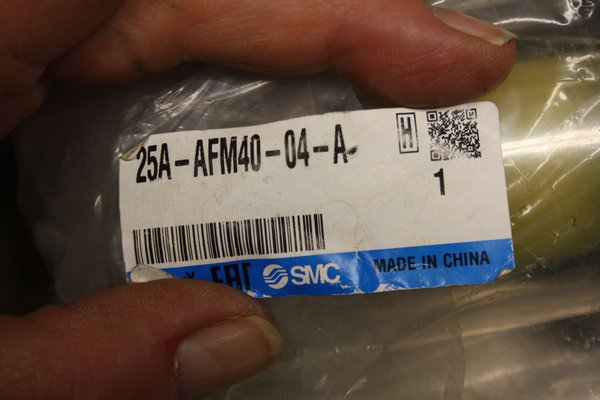 25A-AFM40-04-A
H
1
EAC
SMC
MADE IN CHINA